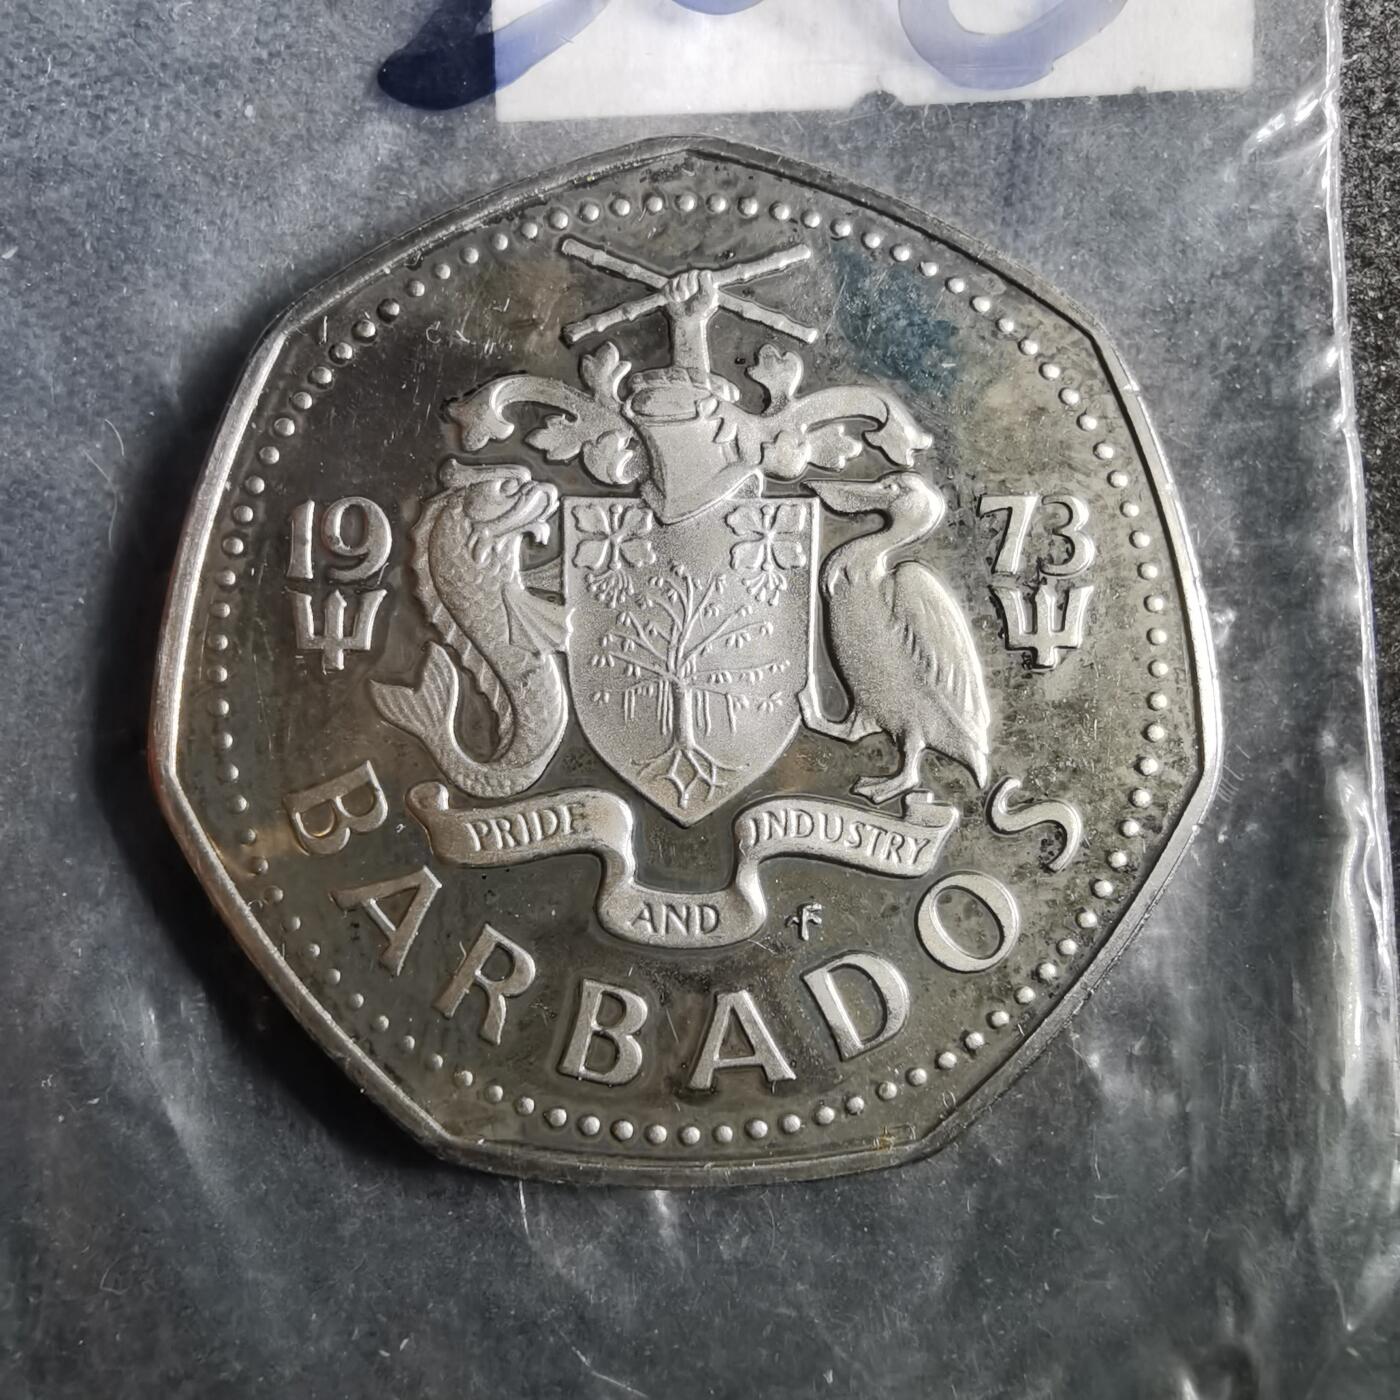 19 73
PRIDE AND INDUSTRY
F
BARBADOS